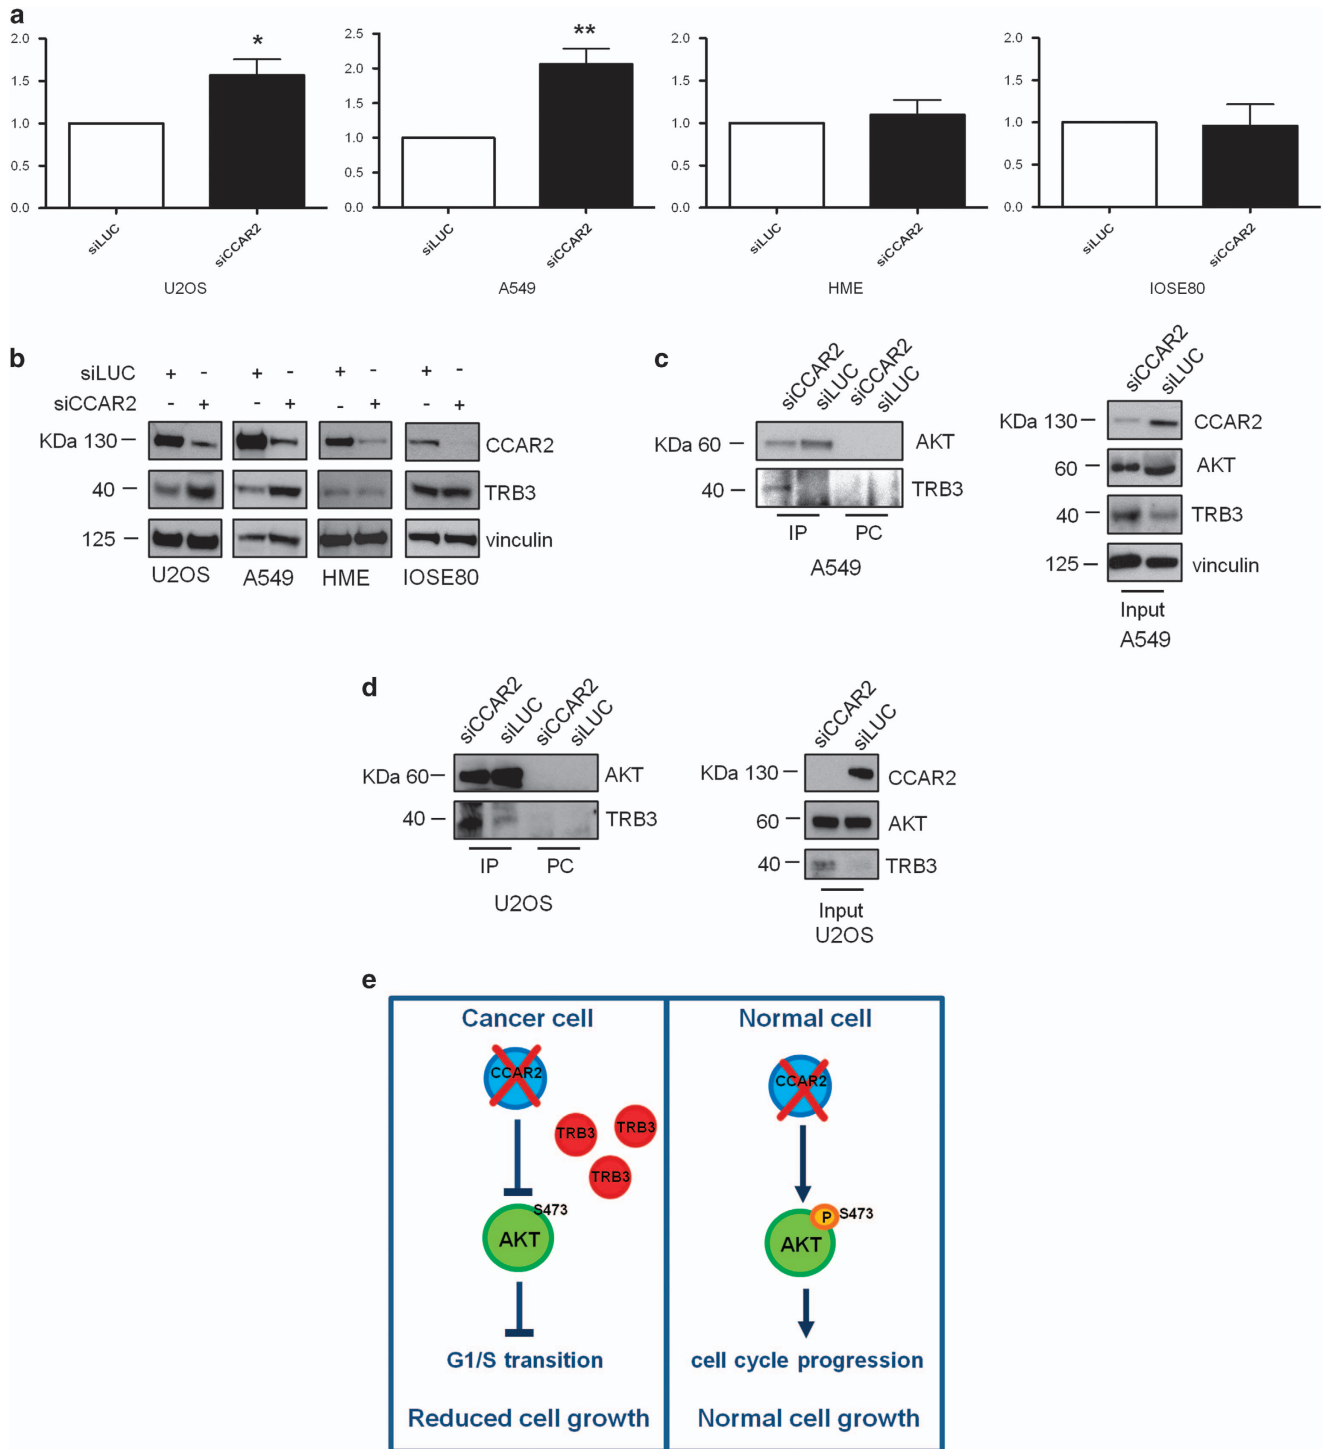 a
2.0
1.5
1.0
0.5
0.0
*
siLUC
siCCAR2
U2OS
2.5
2.0
1.5
1.0
0.5
0.0
**
siLUC
siCCAR2
A549
2.0
1.5
1.0
0.5
0.0
siLUC
siCCAR2
HME
2.0
1.5
1.0
0.5
0.0
siLUC
siCCAR2
IOSE80
b
siLUC + - + - + - + -
siCCAR2 - + - + - + - +
KDa 130 CCAR2
40 TRB3
125 vinculin
U2OS A549 HME IOSE80
c
siCCAR2 siLUC siCCAR2 siLUC
KDa 60 AKT
40 TRB3
IP PC
A549
siCCAR2 siLUC
KDa 130 CCAR2
60 AKT
40 TRB3
125 vinculin
Input
A549
d
siCCAR2 siLUC siCCAR2 siLUC
KDa 60 AKT
40 TRB3
IP PC
U2OS
siCCAR2 siLUC
KDa 130 CCAR2
60 AKT
40 TRB3
Input
U2OS
e
Cancer cell
CCAR2
TRB3
TRB3
TRB3
S473
AKT
G1/S transition
Reduced cell growth
Normal cell
CCAR2
P S473
AKT
cell cycle progression
Normal cell growth